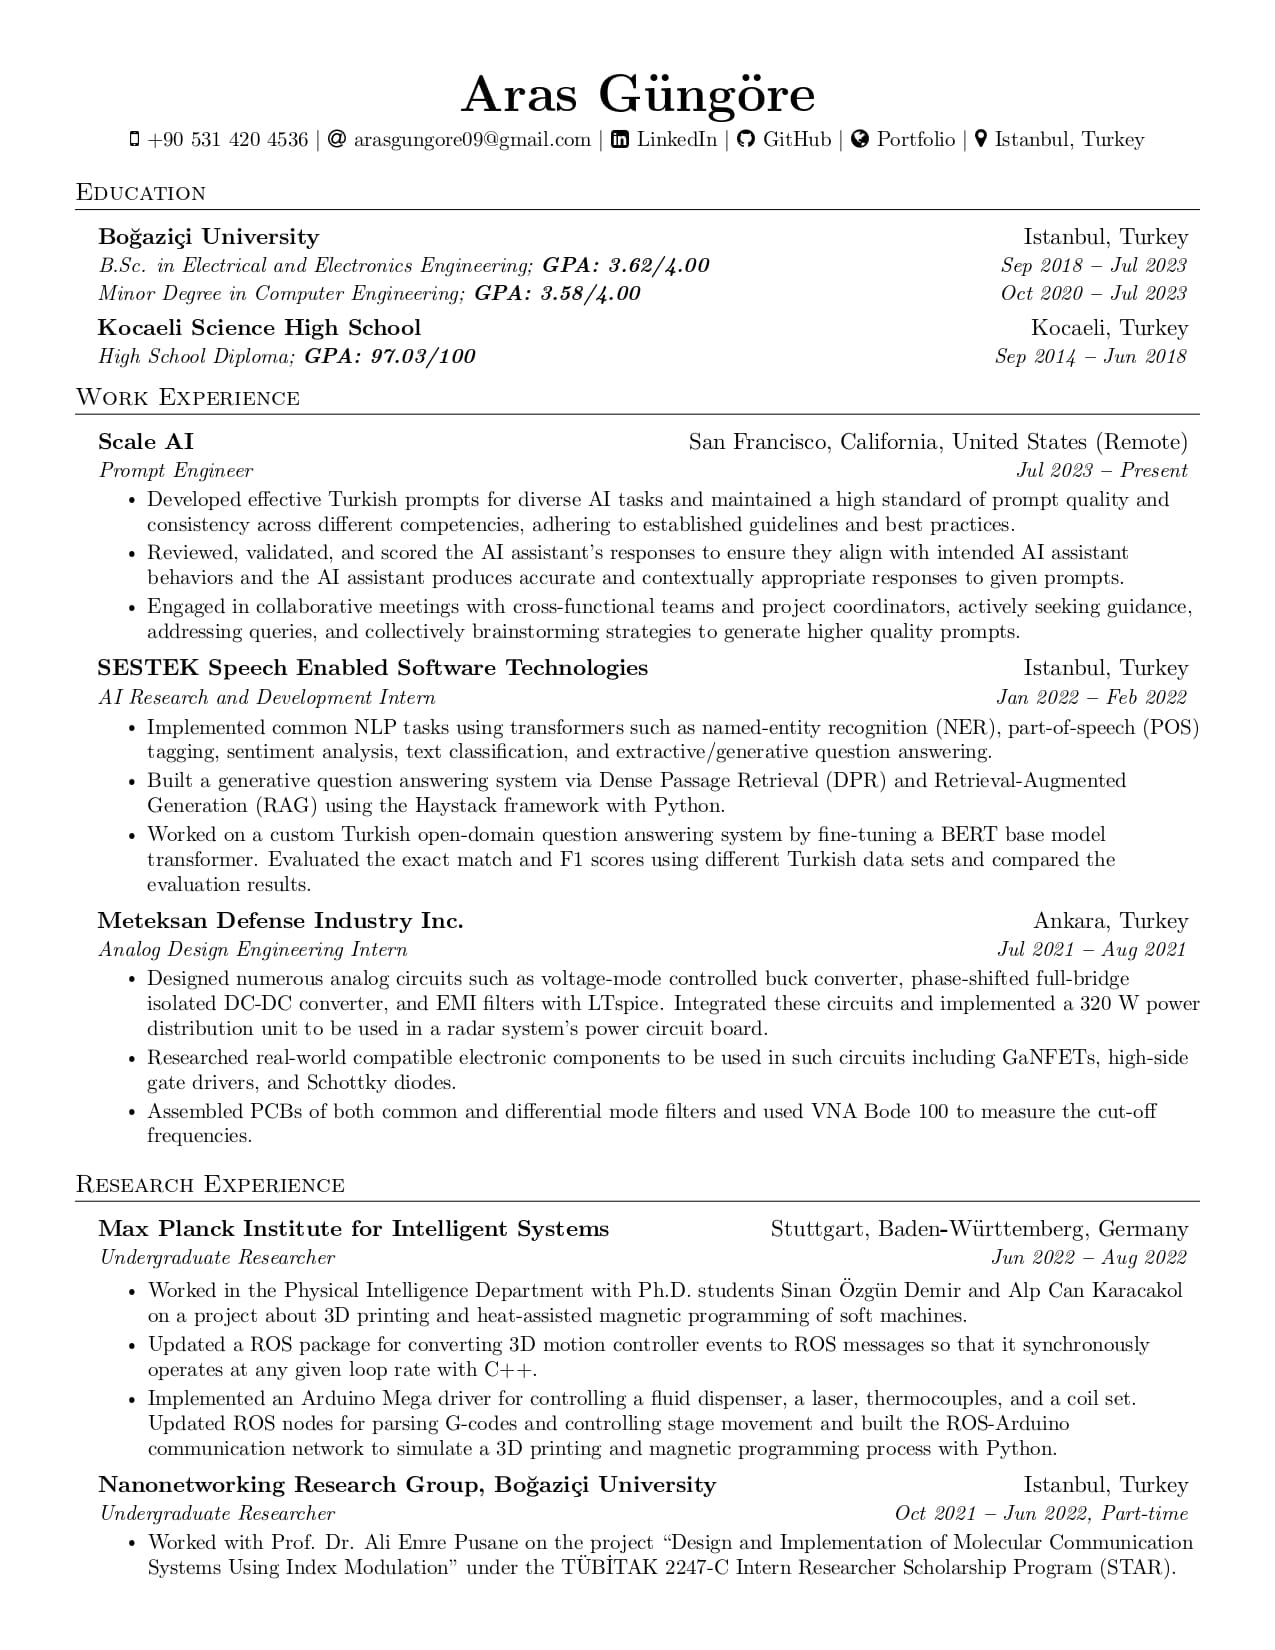 Aras Güngöre
+90 531 420 4536 | arasgungore09@gmail.com | LinkedIn | GitHub | Portfolio | Istanbul, Turkey
Education
Boğaziçi University Istanbul, Turkey
B.Sc. in Electrical and Electronics Engineering; GPA: 3.62/4.00 Sep 2018 – Jul 2023
Minor Degree in Computer Engineering; GPA: 3.58/4.00 Oct 2020 – Jul 2023
Kocaeli Science High School Kocaeli, Turkey
High School Diploma; GPA: 97.03/100 Sep 2014 – Jun 2018
Work Experience
Scale AI San Francisco, California, United States (Remote)
Prompt Engineer Jul 2023 – Present
• Developed effective Turkish prompts for diverse AI tasks and maintained a high standard of prompt quality and
consistency across different competencies, adhering to established guidelines and best practices.
• Reviewed, validated, and scored the AI assistant's responses to ensure they align with intended AI assistant
behaviors and the AI assistant produces accurate and contextually appropriate responses to given prompts.
• Engaged in collaborative meetings with cross-functional teams and project coordinators, actively seeking guidance,
addressing queries, and collectively brainstorming strategies to generate higher quality prompts.
SESTEK Speech Enabled Software Technologies Istanbul, Turkey
AI Research and Development Intern Jan 2022 – Feb 2022
• Implemented common NLP tasks using transformers such as named-entity recognition (NER), part-of-speech (POS)
tagging, sentiment analysis, text classification, and extractive/generative question answering.
• Built a generative question answering system via Dense Passage Retrieval (DPR) and Retrieval-Augmented
Generation (RAG) using the Haystack framework with Python.
• Worked on a custom Turkish open-domain question answering system by fine-tuning a BERT base model
transformer. Evaluated the exact match and F1 scores using different Turkish data sets and compared the
evaluation results.
Meteksan Defense Industry Inc. Ankara, Turkey
Analog Design Engineering Intern Jul 2021 – Aug 2021
• Designed numerous analog circuits such as voltage-mode controlled buck converter, phase-shifted full-bridge
isolated DC-DC converter, and EMI filters with LTspice. Integrated these circuits and implemented a 320 W power
distribution unit to be used in a radar system's power circuit board.
• Researched real-world compatible electronic components to be used in such circuits including GaNFETs, high-side
gate drivers, and Schottky diodes.
• Assembled PCBs of both common and differential mode filters and used VNA Bode 100 to measure the cut-off
frequencies.
Research Experience
Max Planck Institute for Intelligent Systems Stuttgart, Baden-Württemberg, Germany
Undergraduate Researcher Jun 2022 – Aug 2022
• Worked in the Physical Intelligence Department with Ph.D. students Sinan Özgün Demir and Alp Can Karacakol
on a project about 3D printing and heat-assisted magnetic programming of soft machines.
• Updated a ROS package for converting 3D motion controller events to ROS messages so that it synchronously
operates at any given loop rate with C++.
• Implemented an Arduino Mega driver for controlling a fluid dispenser, a laser, thermocouples, and a coil set.
Updated ROS nodes for parsing G-codes and controlling stage movement and built the ROS-Arduino
communication network to simulate a 3D printing and magnetic programming process with Python.
Nanonetworking Research Group, Boğaziçi University Istanbul, Turkey
Undergraduate Researcher Oct 2021 – Jun 2022, Part-time
• Worked with Prof. Dr. Ali Emre Pusane on the project “Design and Implementation of Molecular Communication
Systems Using Index Modulation” under the TÜBİTAK 2247-C Intern Researcher Scholarship Program (STAR).